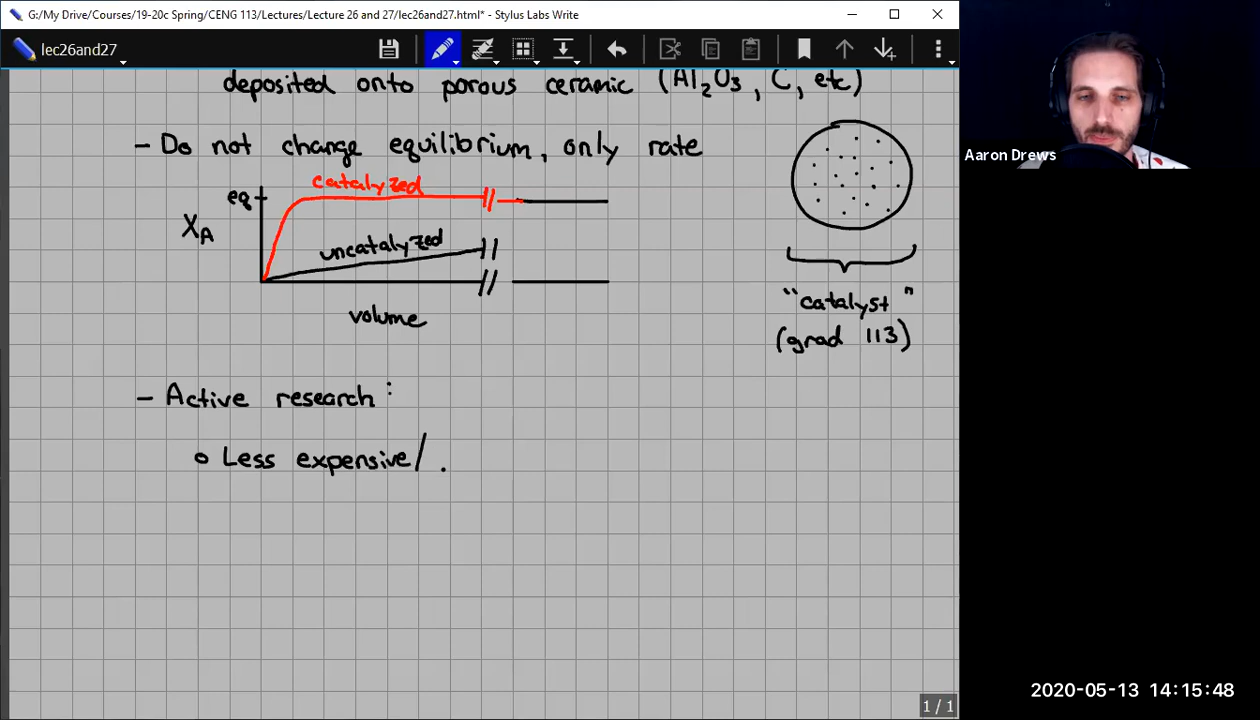 G:/My Drive/Courses/19-20c Spring/CENG 113/Lectures/Lecture 26 and 27/lec26and27.html* - Stylus Labs Write
lec26and27
deposited onto porous ceramic (Al2O3, C, etc)
- Do not change equilibrium, only rate
Aaron Drews
catalyzed
eq
XA
uncatalyzed
volume
"catalyst"
(grad 113)
- Active research:
o Less expensive/
2020-05-13 14:15:48
1 / 1